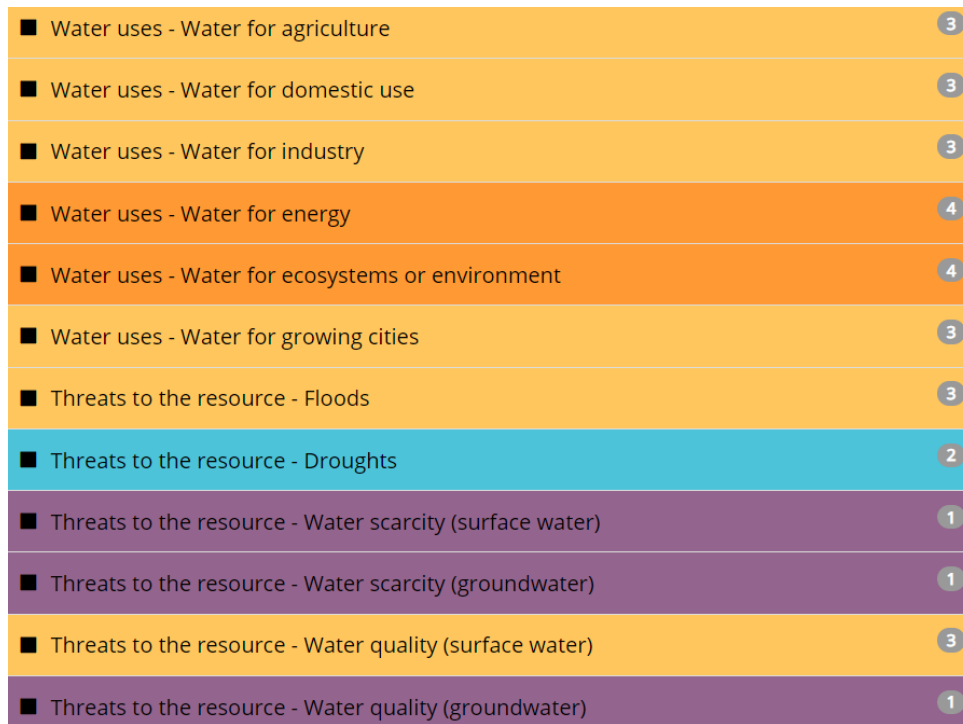 Water uses - Water for agriculture 3
Water uses - Water for domestic use 3
Water uses - Water for industry 3
Water uses - Water for energy 4
Water uses - Water for ecosystems or environment 4
Water uses - Water for growing cities 3
Threats to the resource - Floods 3
Threats to the resource - Droughts 2
Threats to the resource - Water scarcity (surface water) 1
Threats to the resource - Water scarcity (groundwater) 1
Threats to the resource - Water quality (surface water) 3
Threats to the resource - Water quality (groundwater) 1